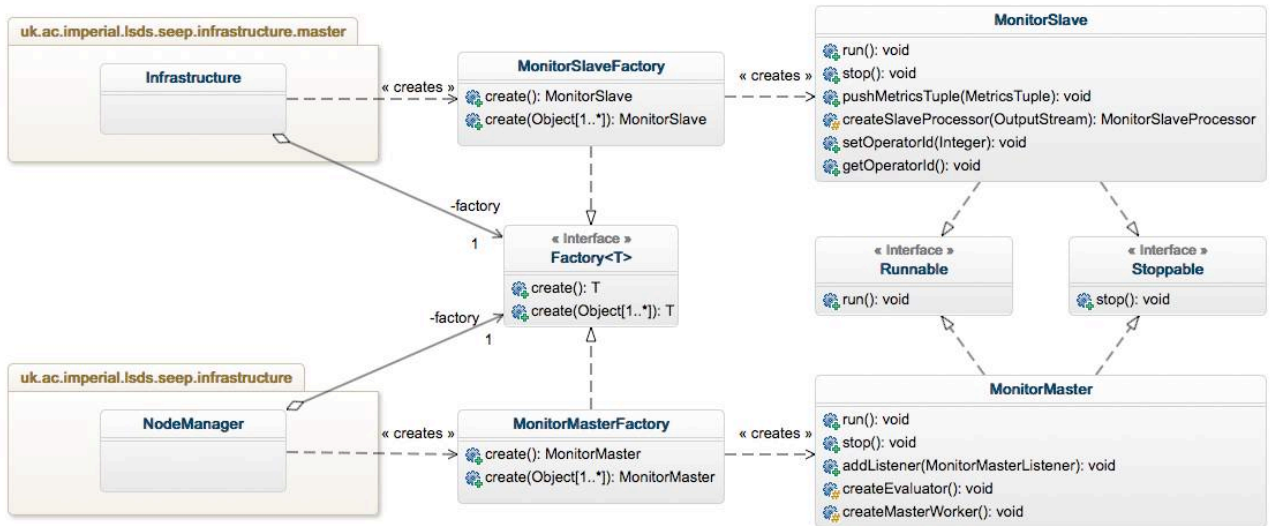 uk.ac.imperial.lsds.seep.infrastructure.master
Infrastructure
« creates »
MonitorSlaveFactory
create(): MonitorSlave
create(Object[1..*]): MonitorSlave
« creates »
MonitorSlave
run(): void
stop(): void
pushMetricsTuple(MetricsTuple): void
createSlaveProcessor(OutputStream): MonitorSlaveProcessor
setOperatorId(Integer): void
getOperatorId(): void
-factory
1
« Interface »
Factory<T>
create(): T
create(Object[1..*]): T
« Interface »
Runnable
run(): void
« Interface »
Stoppable
stop(): void
-factory
1
uk.ac.imperial.lsds.seep.infrastructure
NodeManager
« creates »
MonitorMasterFactory
create(): MonitorMaster
create(Object[1..*]): MonitorMaster
« creates »
MonitorMaster
run(): void
stop(): void
addListener(MonitorMasterListener): void
createEvaluator(): void
createMasterWorker(): void